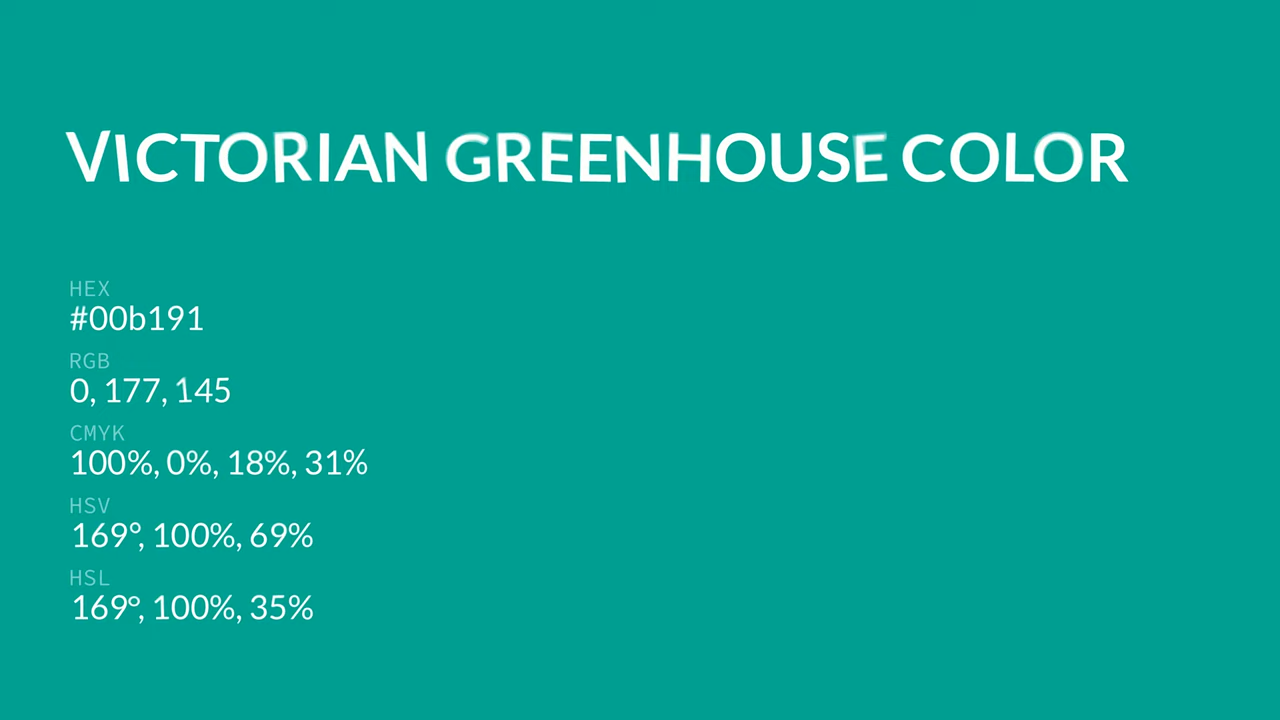 VICTORIAN GREENHOUSE COLOR
HEX
#00b191
RGB
0, 177, 145
CMYK
100%, 0%, 18%, 31%
HSV
169°, 100%, 69%
HSL
169°, 100%, 35%